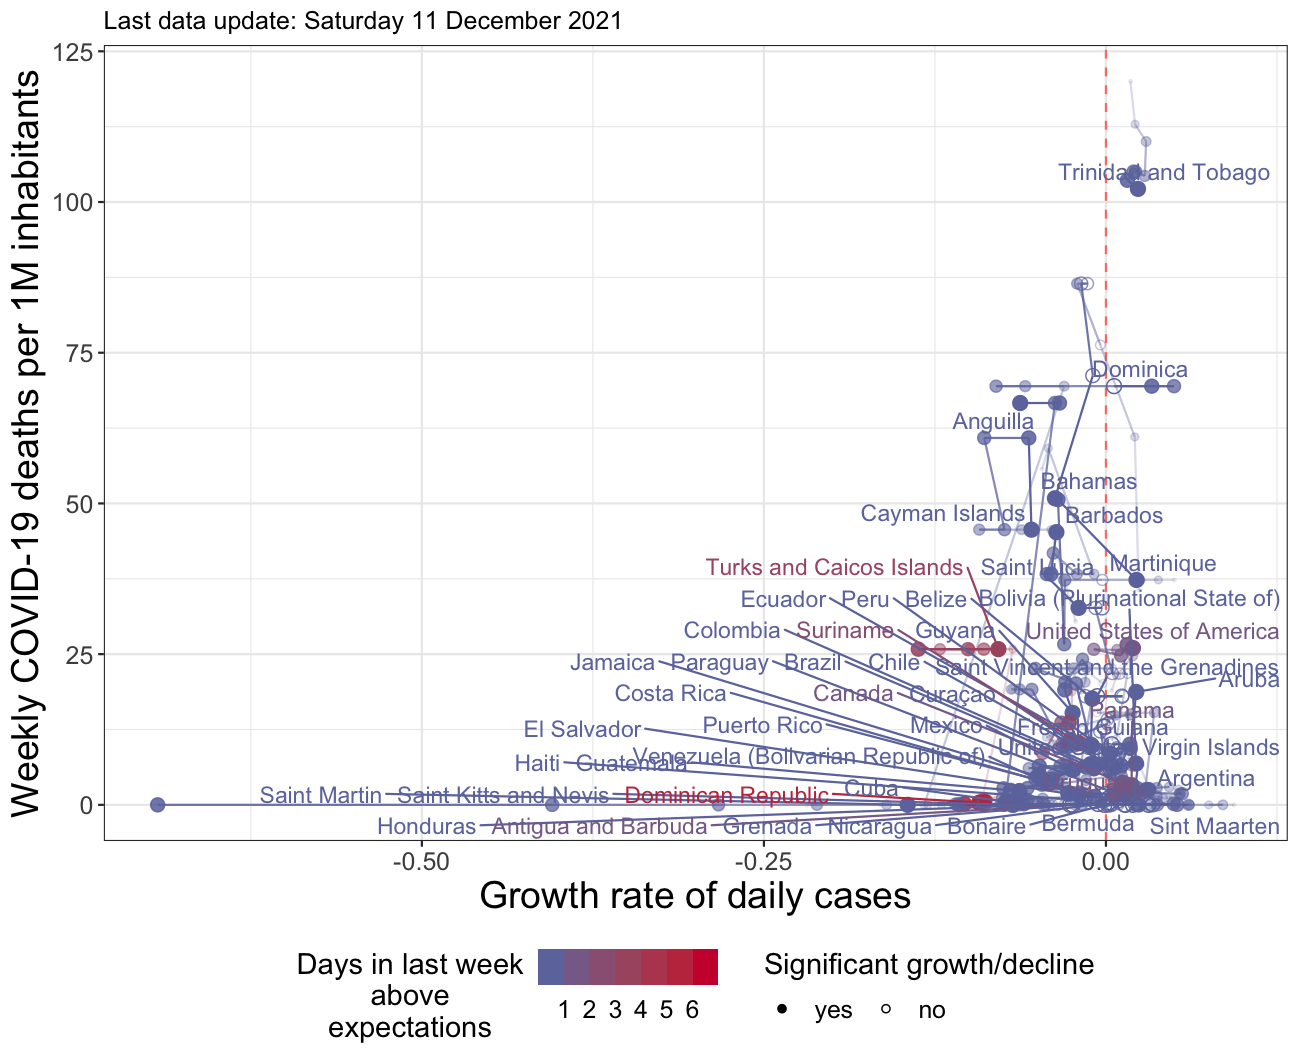 Last data update: Saturday 11 December 2021
Weekly COVID-19 deaths per 1M inhabitants
125
100
75
50
25
0
Trinidad and Tobago
Dominica
Anguilla
Bahamas
Cayman Islands
Barbados
Turks and Caicos Islands
Saint Lucia
Martinique
Ecuador
Peru
Belize
Bolivia (Plurinational State of)
Colombia
Suriname
Guyana
United States of America
Jamaica
Paraguay
Brazil
Chile
Saint Vincent and the Grenadines
Aruba
Costa Rica
Canada
Curaçao
Panama
El Salvador
Puerto Rico
Mexico
French Guiana
Virgin Islands
Haiti
Guatemala
Venezuela (Bolivarian Republic of)
Argentina
Saint Martin
Saint Kitts and Nevis
Dominican Republic
Cuba
Honduras
Antigua and Barbuda
Grenada
Nicaragua
Bonaire
Bermuda
Sint Maarten
-0.50
-0.25
0.00
Growth rate of daily cases
Days in last week
above
expectations
1 2 3 4 5 6
Significant growth/decline
yes
no